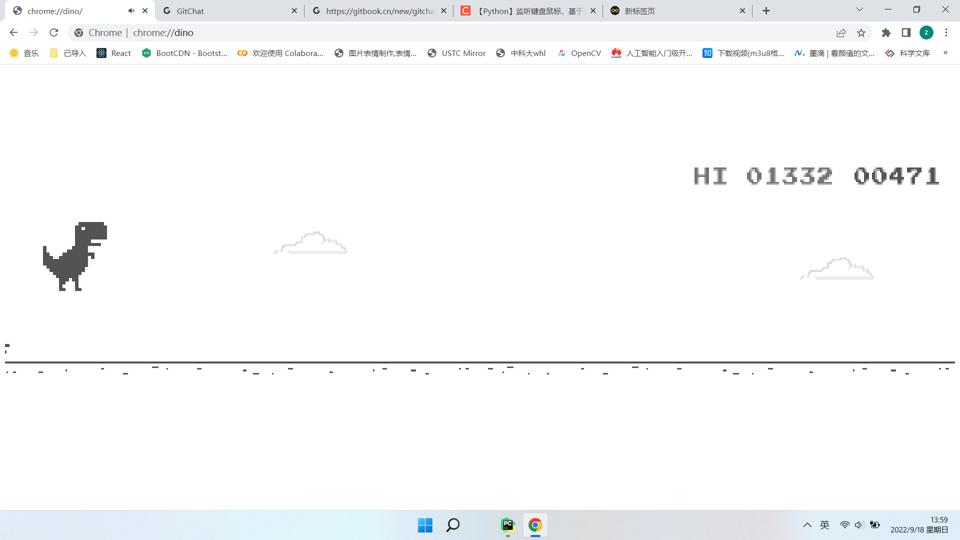 chrome://dino/
GitChat
https://gitbook.cn/new/gitcha
【Python】监听键盘鼠标，基于
新标签页
Chrome | chrome://dino
音乐
已导入
React
BootCDN - Bootst...
欢迎使用 Colabora...
图片表情制作,表情...
USTC Mirror
中科大whl
OpenCV
人工智能入门极开...
下载视频(m3u8格...
墨滴 | 看颜值的文...
科学文库
»
HI 01332 00471
英
13:59
2022/9/18 星期日